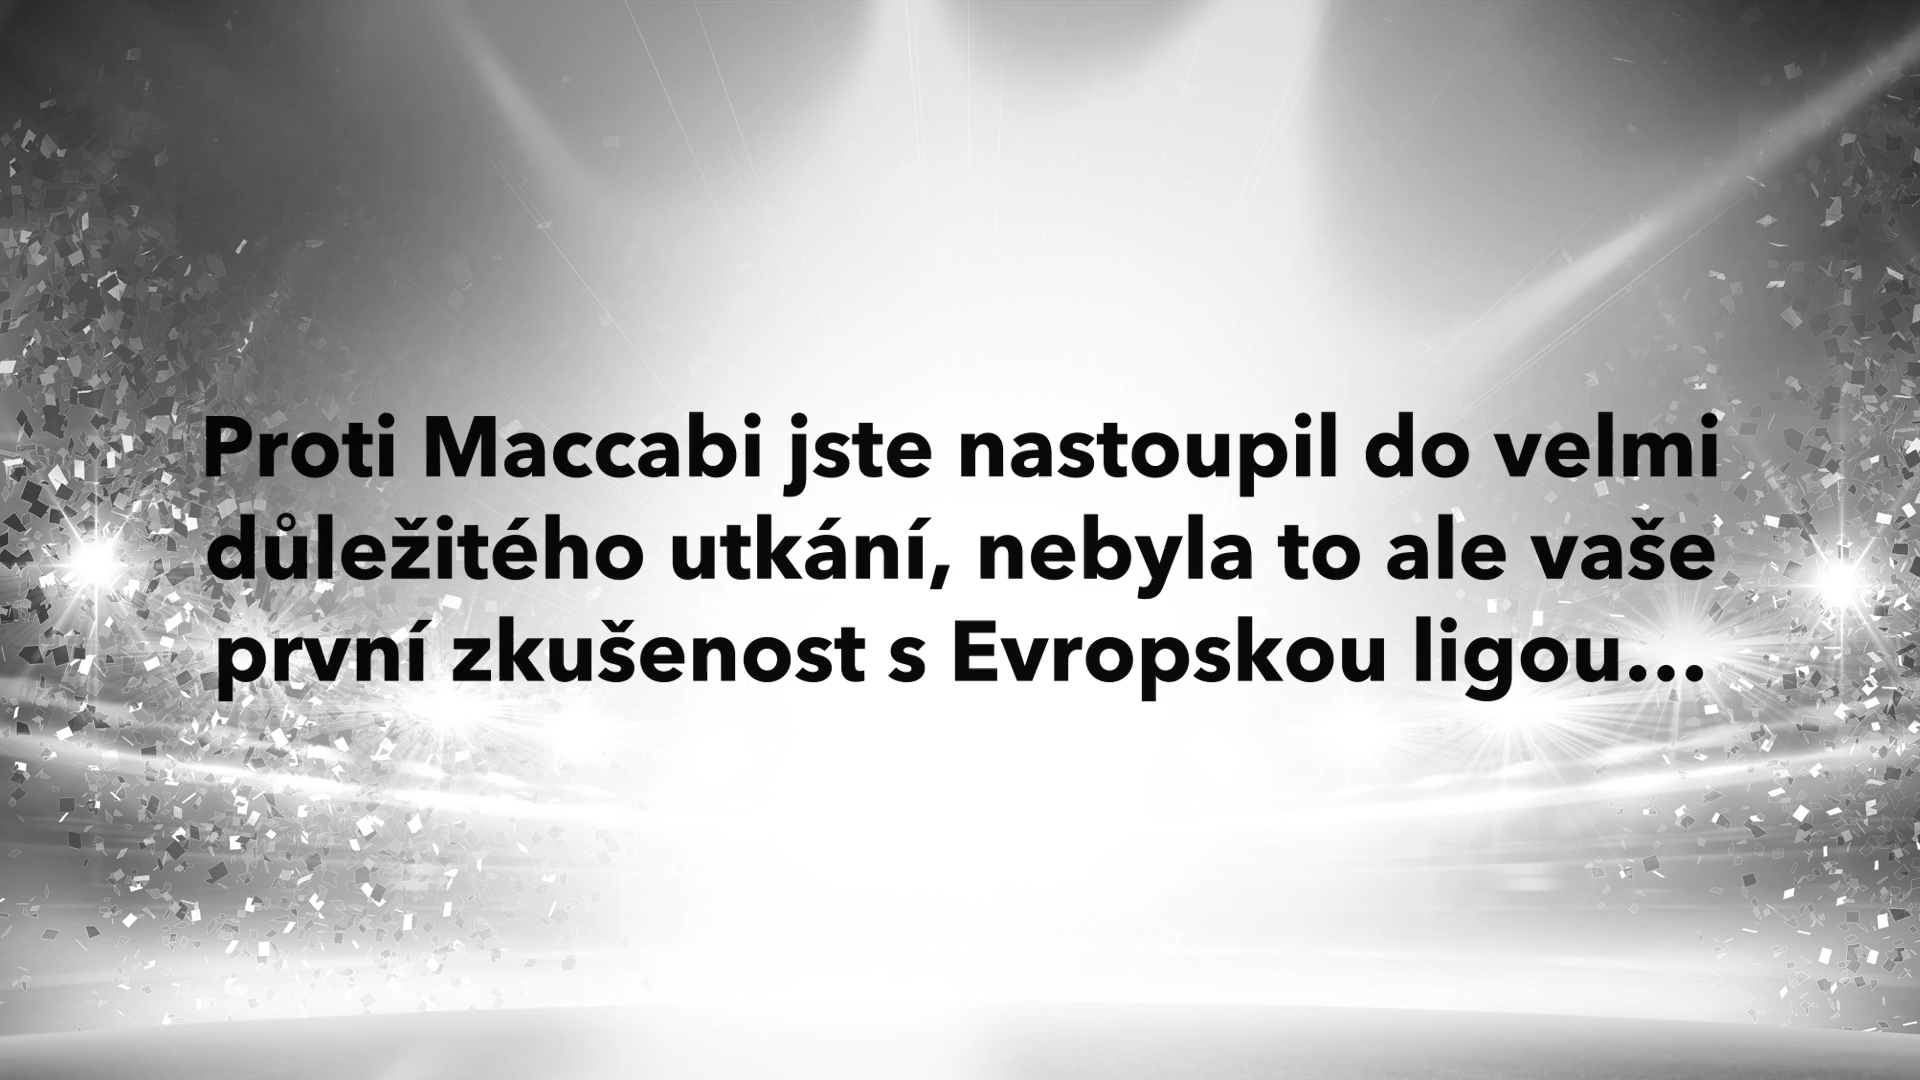 Proti Maccabi jste nastoupil do velmi
důležitého utkání, nebyla to ale vaše
první zkušenost s Evropskou ligou...